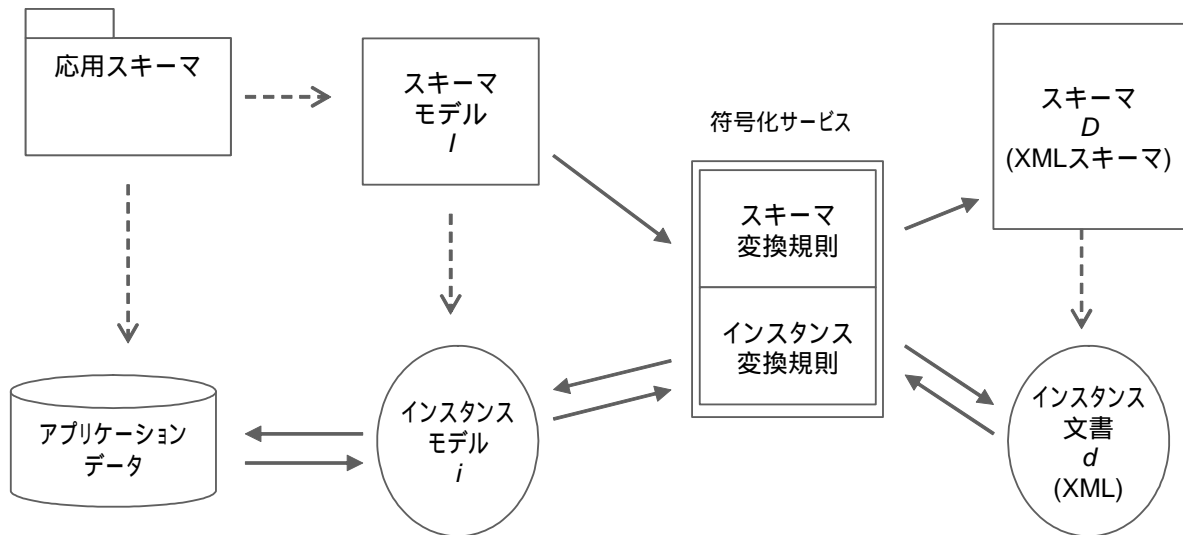 応用スキーマ
スキーマ
モデル
I
符号化サービス
スキーマ
D
(XMLスキーマ)
スキーマ
変換規則
インスタンス
変換規則
アプリケーション
データ
インスタンス
モデル
i
インスタンス
文書
d
(XML)